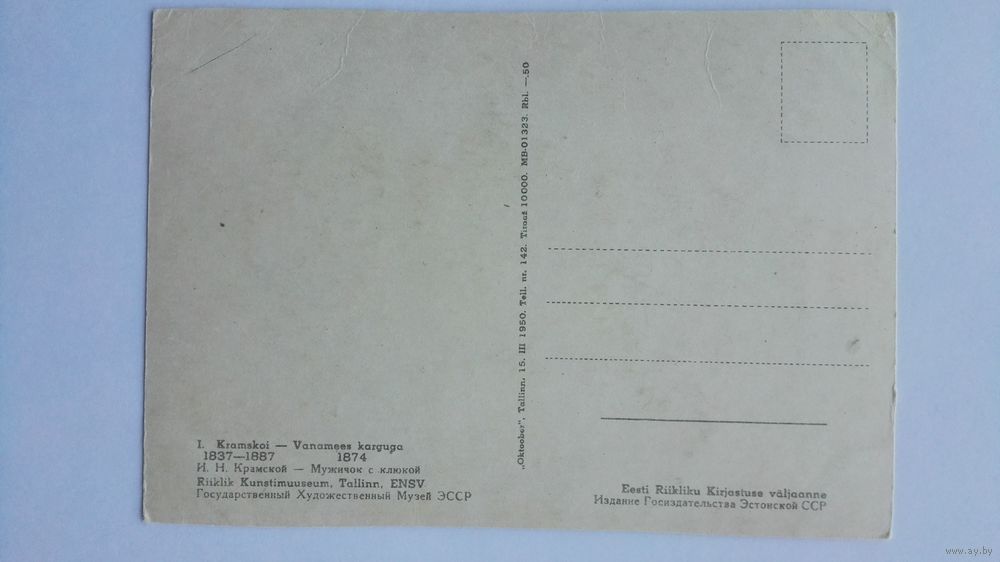 I. Kramskoi — Vanamees karguga
1837—1887 1874
И. Н. Крамской — Мужичок с клюкой
Riiklik Kunstimuuseum, Tallinn, ENSV
Государственный Художественный Музей ЭССР
„Oktoober", Tallinn. 15. III 1950. Tell. nr. 142. Tiraaž 10000. MB-01323. Rbl. —.50
Eesti Riikliku Kirjastuse väljaanne
Издание Госиздательства Эстонской ССР
www.ay.by